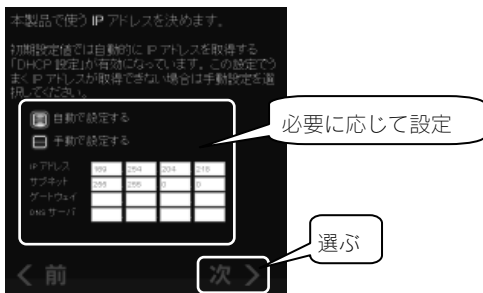 本製品で使う IP アドレスを決めます。
初期設定値では自動的に IP アドレスを取得する
「DHCP 設定」が有効になっています。この設定でう
まく IP アドレスが取得できない場合は手動設定を選
択してください。
自動で設定する
手動で設定する
必要に応じて設定
IP アドレス 169 254 204 218
サブネット 255 255 0 0
ゲートウェイ
DNS サーバ
選ぶ
< 前
次 >